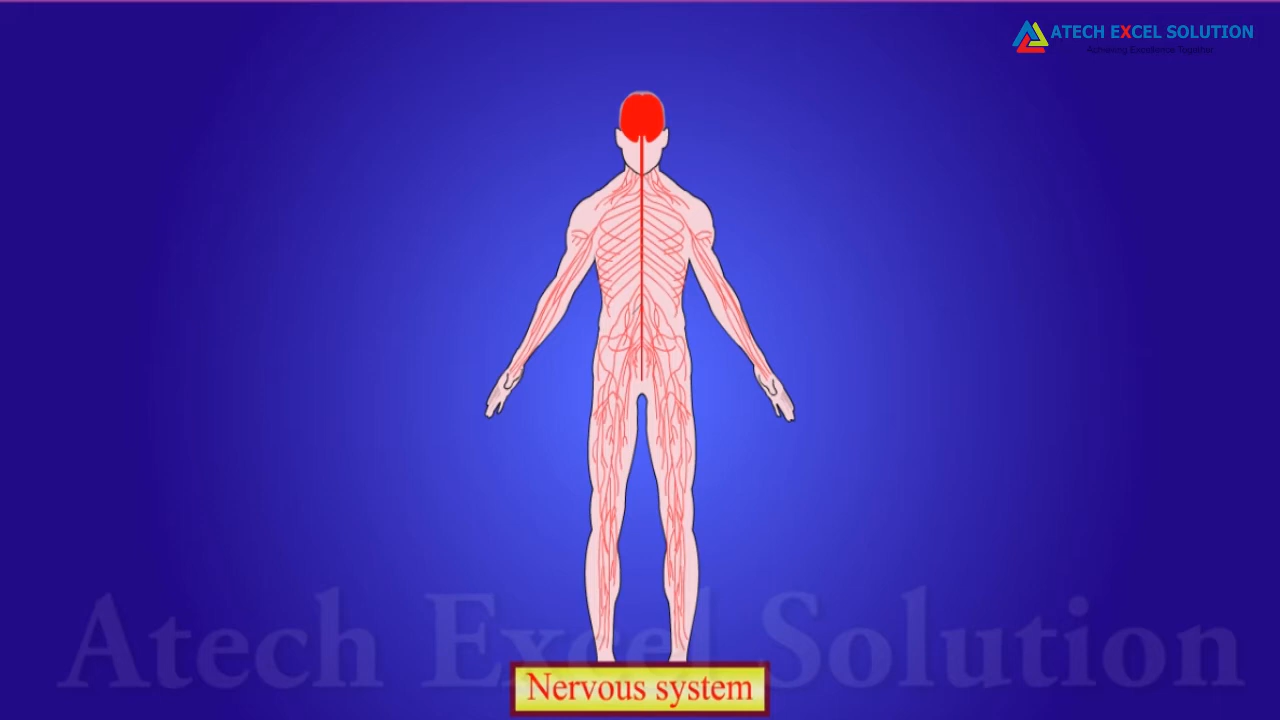 ATECH EXCEL SOLUTION
Achieving Excellence Together
Atech Excel Solution
Nervous system